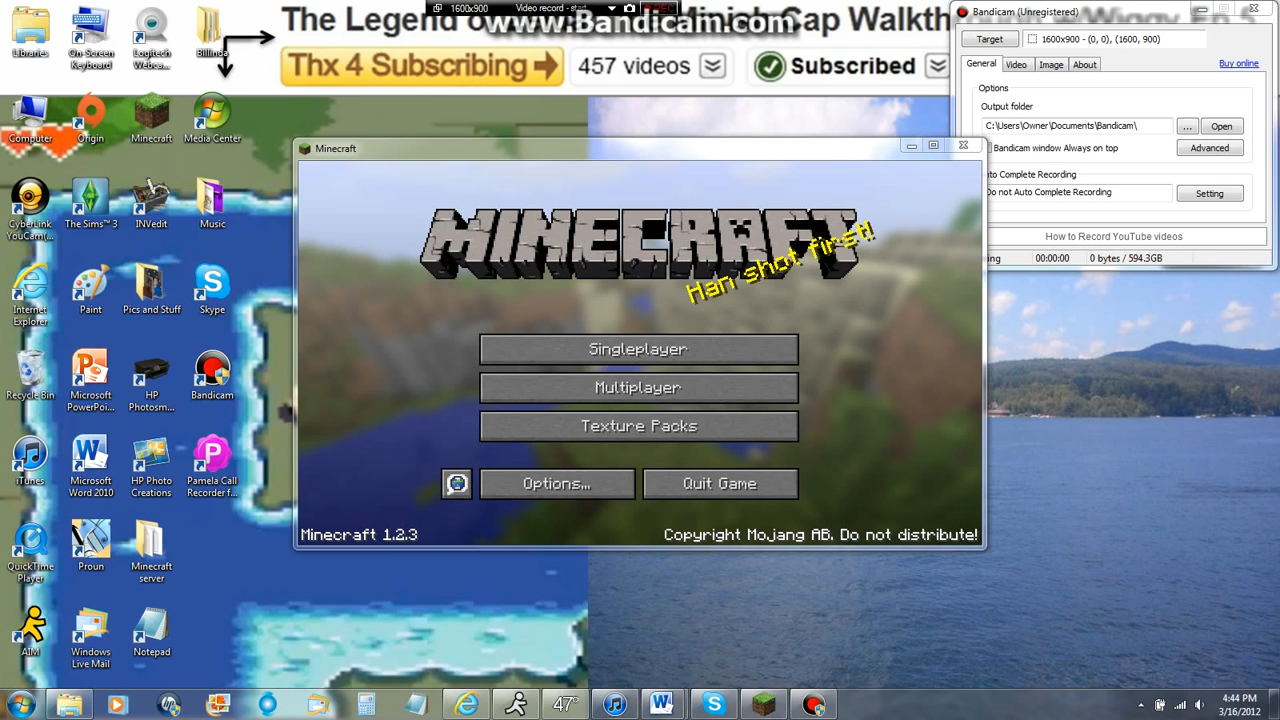 1600x900 Video record - start
www.Bandicam.com
457 videos
Thx 4 Subscribing
Subscribed
Bandicam (Unregistered)
Target
1600x900 - (0, 0), (1600, 900)
General Video Image About
Buy online
Options
Output folder
C:\Users\Owner\Documents\Bandicam\
...
Open
Bandicam window Always on top
Advanced
Auto Complete Recording
Do not Auto Complete Recording
Setting
How to Record YouTube videos
00:00:00
0 bytes / 594.3GB
Libraries
On-Screen Keyboard
Logitech Webca...
Billinda
Computer
Origin
Minecraft
Media Center
CyberLink YouCam(...
The Sims™ 3
INVedit
Music
Internet Explorer
Paint
Pics and Stuff
Skype
Recycle Bin
Microsoft PowerPoi...
HP Photosm...
Bandicam
iTunes
Microsoft Word 2010
HP Photo Creations
Pamela Call Recorder f...
QuickTime Player
Proun
Minecraft server
AIM
Windows Live Mail
Notepad
Minecraft
MINECRAFT
Han shot first!
Singleplayer
Multiplayer
Texture Packs
Options...
Quit Game
Minecraft 1.2.3
Copyright Mojang AB. Do not distribute!
47°
4:44 PM
3/16/2012